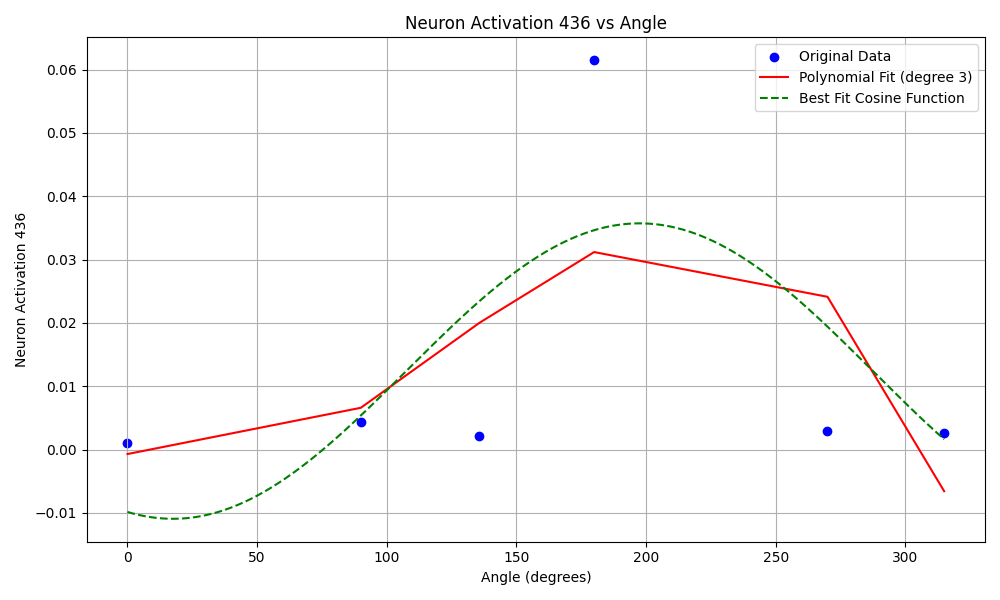 Neuron Activation 436 vs Angle
Original Data
Polynomial Fit (degree 3)
Best Fit Cosine Function
Neuron Activation 436
0.06
0.05
0.04
0.03
0.02
0.01
0.00
−0.01
0 50 100 150 200 250 300
Angle (degrees)